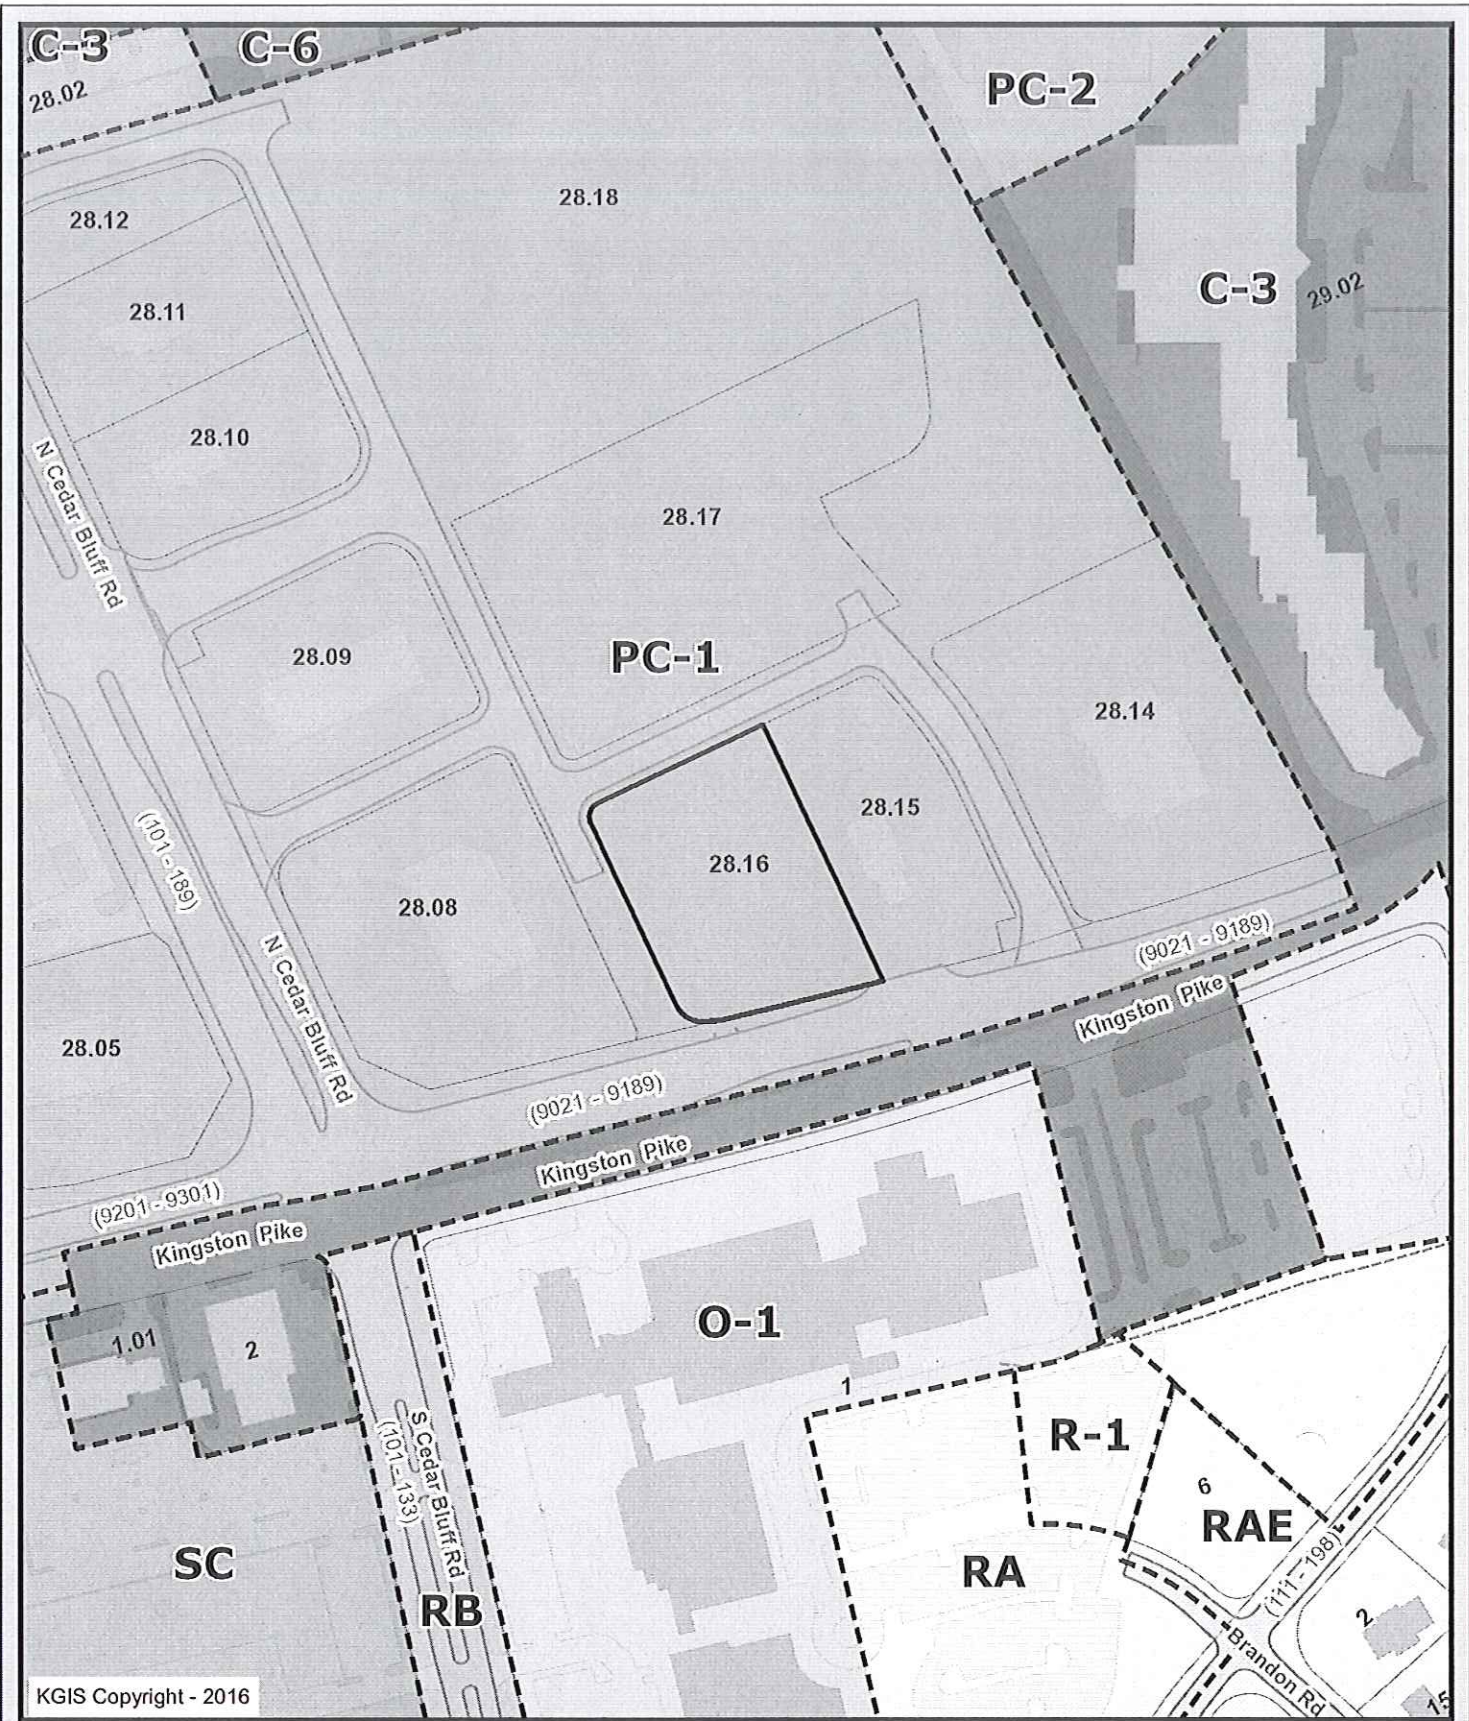 C-3
C-6
28.02
PC-2
28.18
28.12
28.11
C-3
29.02
28.10
N Cedar Bluff Rd
28.17
28.09
PC-1
28.14
28.15
28.16
(101 - 189)
28.08
(9021 - 9189)
N Cedar Bluff Rd
Kingston Pike
28.05
(9021 - 9189)
Kingston Pike
(9201 - 9301)
Kingston Pike
1.01
2
O-1
1
S Cedar Bluff Rd
(101 - 133)
R-1
6
RAE
SC
RA
(111 - 198)
RB
2
Brandon Rd
KGIS Copyright - 2016
15